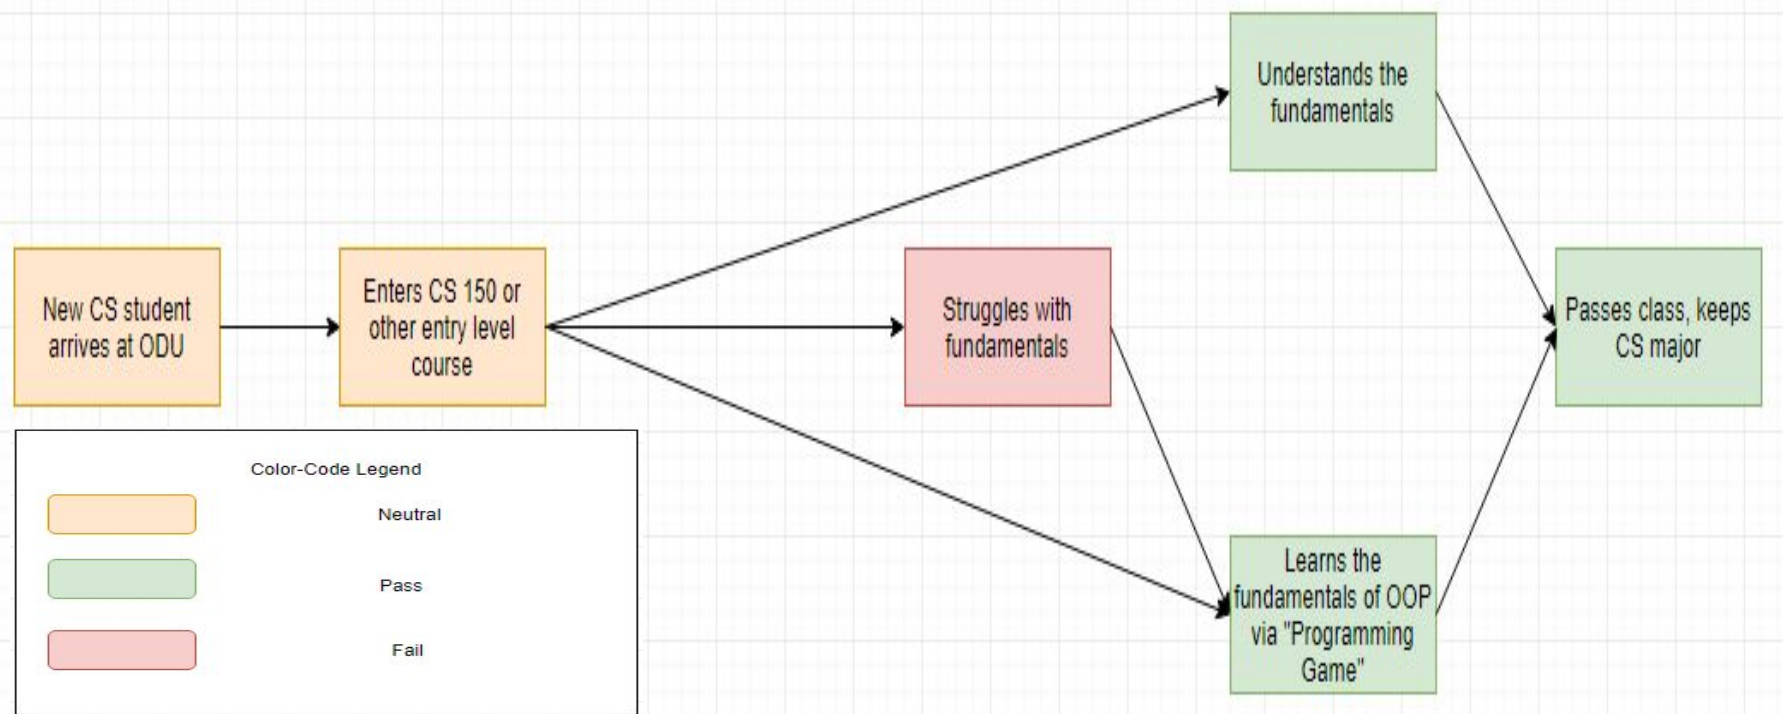 Understands the
fundamentals
New CS student
arrives at ODU
Enters CS 150 or
other entry level
course
Struggles with
fundamentals
Passes class, keeps
CS major
Learns the
fundamentals of OOP
via "Programming
Game"
Color-Code Legend
Neutral
Pass
Fail